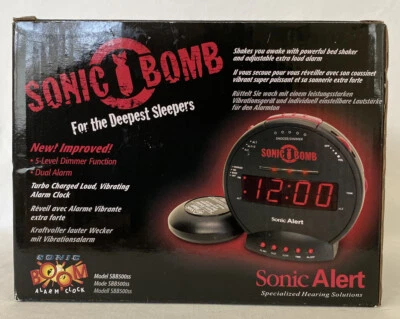 SONIC BOMB
For the Deepest Sleepers
Shakes you awake with powerful bed shaker
and adjustable extra loud alarm
Il vous secoue pour vous réveiller avec son coussinet
vibrant super puissant et sa sonnerie extra forte
Rüttelt Sie wach mit einem leistungsstarken
Vibrationsgerät und individuell einstellbare Lautstärke
für den Alarmton
New! Improved!
• 5-Level Dimmer Function
• Dual Alarm
Turbo Charged Loud, Vibrating
Alarm Clock
Réveil avec Alarme Vibrante
extra forte
Kraftvoller lauter Wecker
mit Vibrationsalarm
SONIC BOMB
12:00
Sonic Alert
SONIC
BOOM
ALARM CLOCK
Model SBB500ss
Mode SBB500ss
Modell SBB500ss
Sonic Alert
Specialized Hearing Solutions